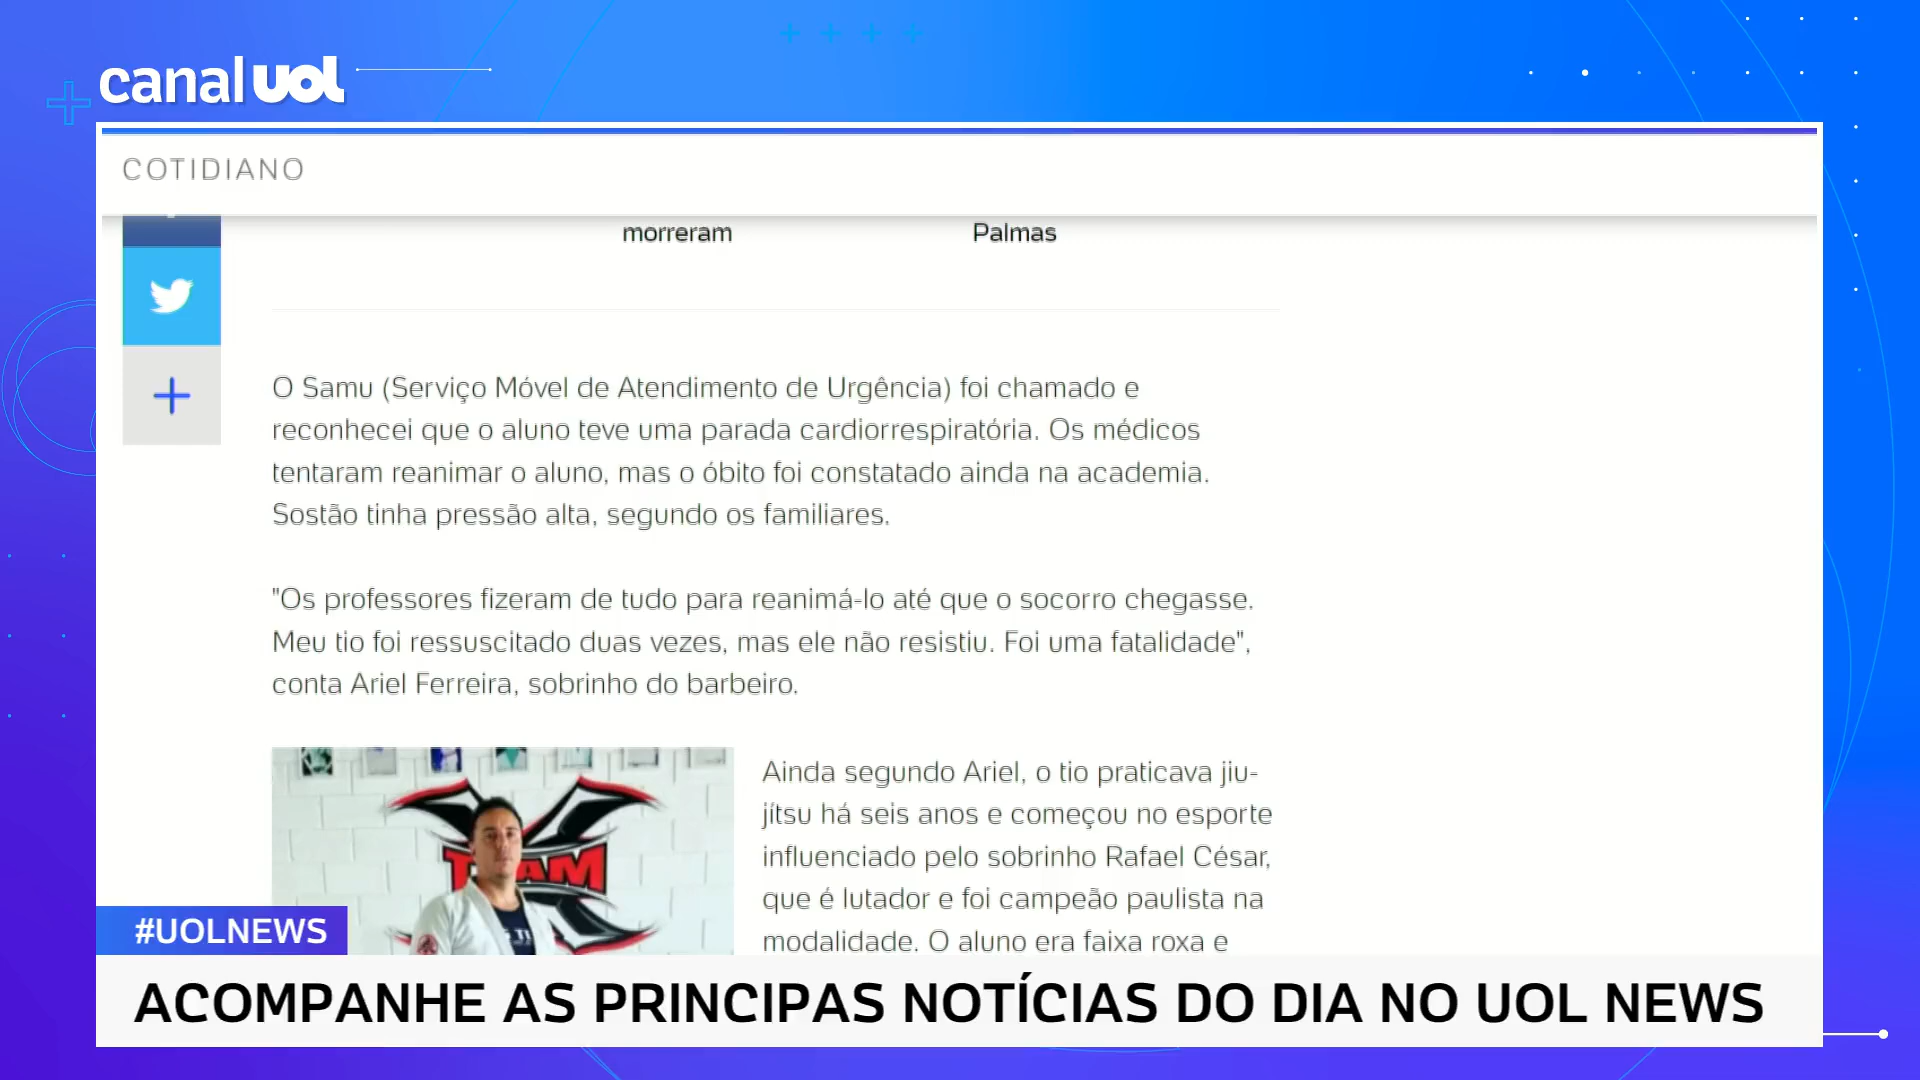 canal uol
COTIDIANO
morreram
Palmas
O Samu (Serviço Móvel de Atendimento de Urgência) foi chamado e
reconhecei que o aluno teve uma parada cardiorrespiratória. Os médicos
tentaram reanimar o aluno, mas o óbito foi constatado ainda na academia.
Sostão tinha pressão alta, segundo os familiares.
"Os professores fizeram de tudo para reanimá-lo até que o socorro chegasse.
Meu tio foi ressuscitado duas vezes, mas ele não resistiu. Foi uma fatalidade",
conta Ariel Ferreira, sobrinho do barbeiro.
TEAM
Ainda segundo Ariel, o tio praticava jiu-
jítsu há seis anos e começou no esporte
influenciado pelo sobrinho Rafael César,
que é lutador e foi campeão paulista na
modalidade. O aluno era faixa roxa e
#UOLNEWS
ACOMPANHE AS PRINCIPAS NOTÍCIAS DO DIA NO UOL NEWS